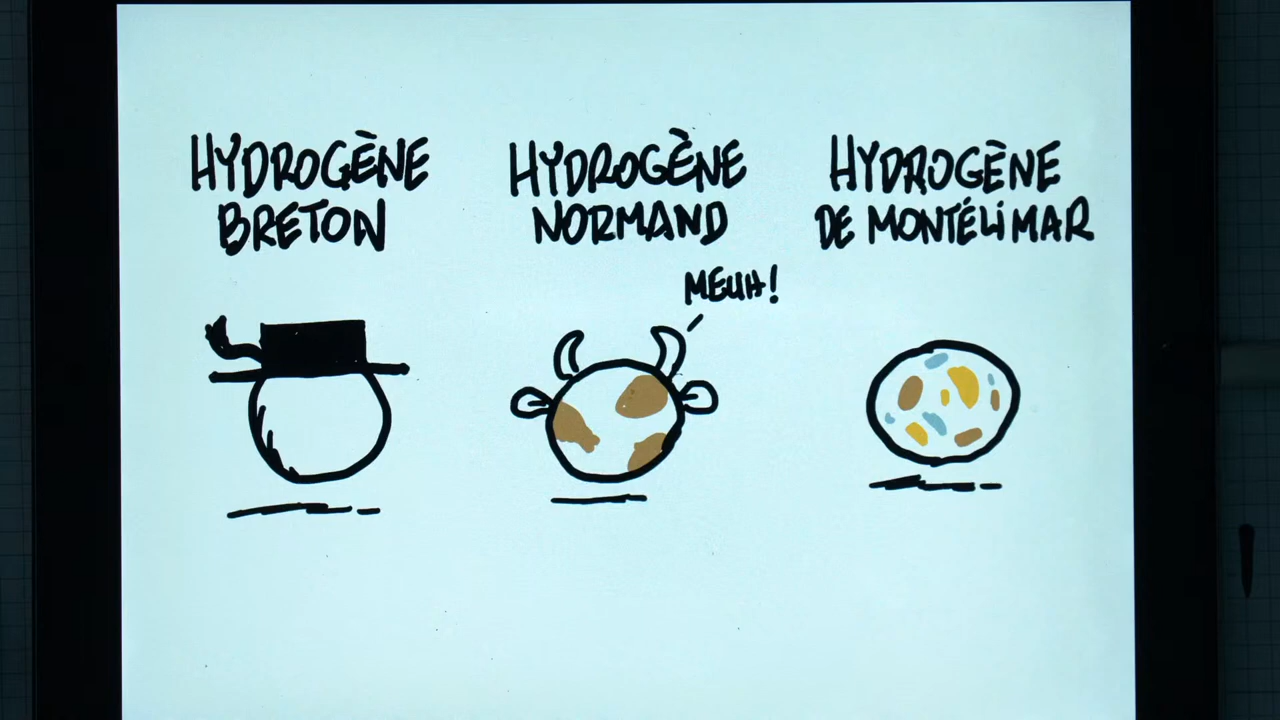 HYDROGÈNE
BRETON
HYDROGÈNE
NORMAND
HYDROGÈNE
DE MONTÉLIMAR
MEUH!